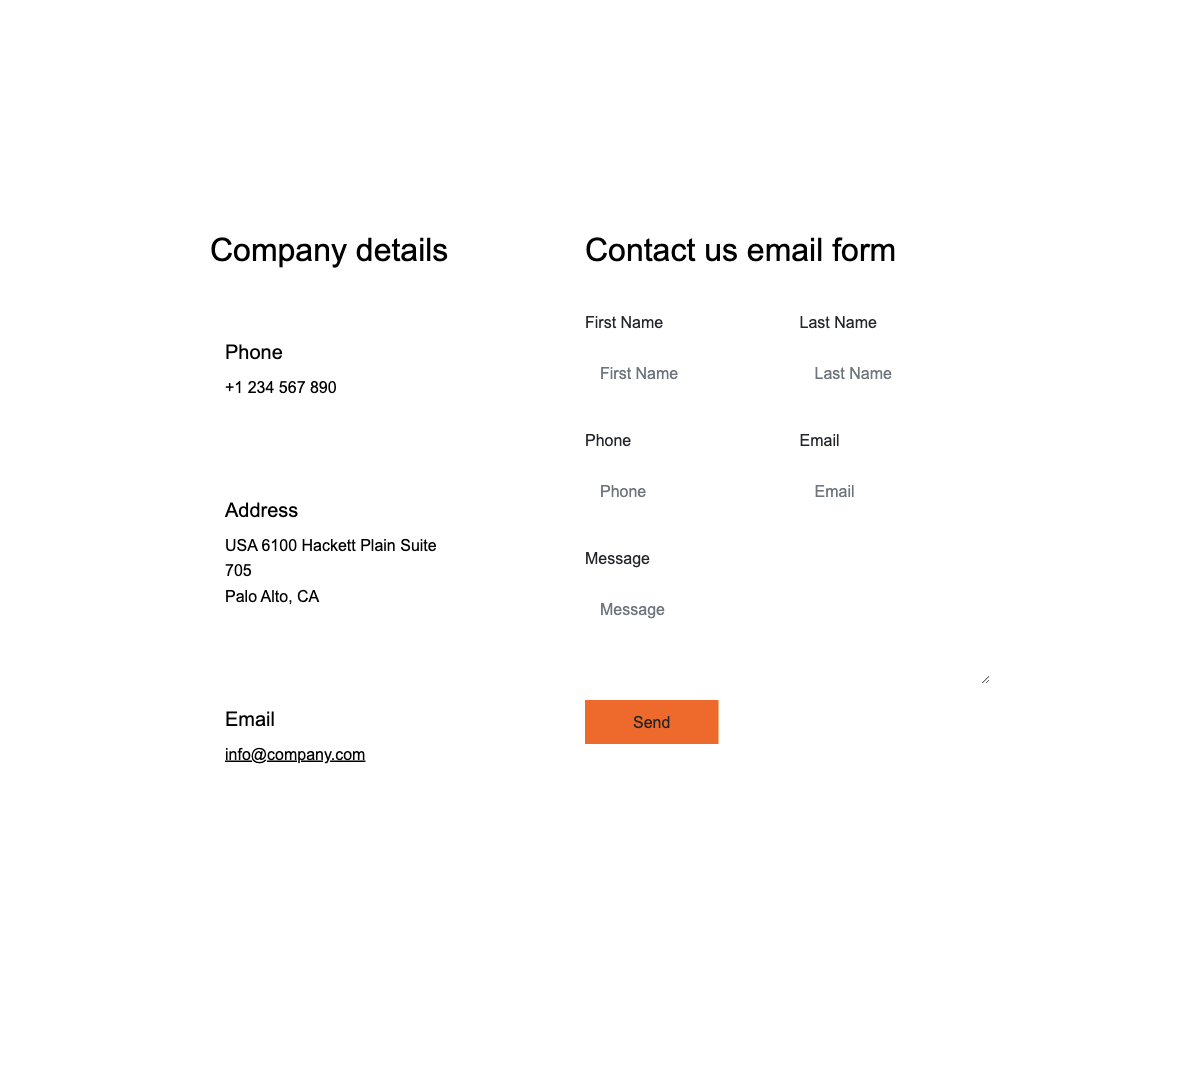 Company details
Phone
+1 234 567 890
Address
USA 6100 Hackett Plain Suite
705
Palo Alto, CA
Email
info@company.com
Contact us email form
First Name
Last Name
First Name
Last Name
Phone
Email
Phone
Email
Message
Message
Send